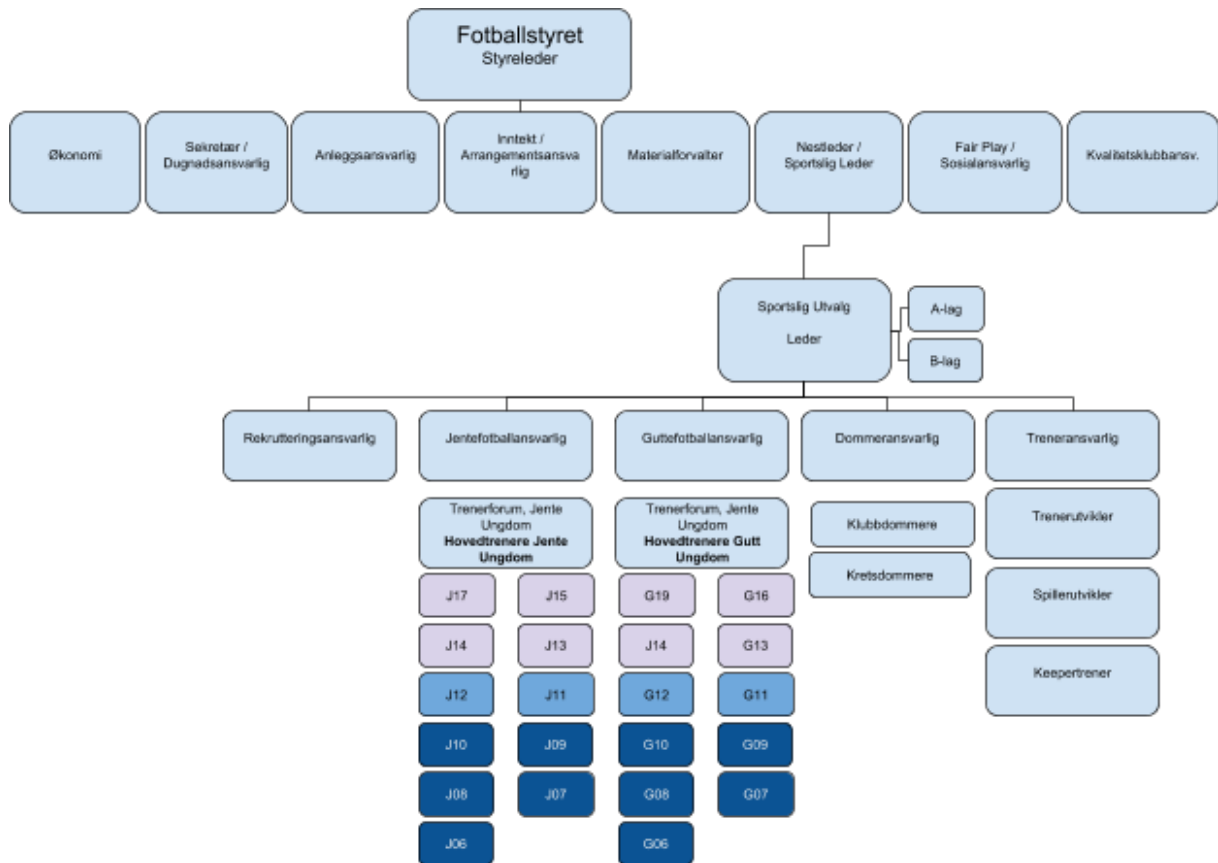 Fotballstyret
Styreleder
Økonomi
Sekretær /
Dugnadsansvarlig
Anleggsansvarlig
Inntekt /
Arrangementsansva
rlig
Materialforvalter
Nestleder /
Sportslig Leder
Fair Play /
Sosialansvarlig
Kvalitetsklubbansv.
Sportslig Utvalg
Leder
A-lag
B-lag
Rekrutteringsansvarlig
Jentefotballansvarlig
Guttefotballansvarlig
Dommeransvarlig
Treneransvarlig
Trenerforum, Jente
Ungdom
Hovedtrenere Jente
Ungdom
Trenerforum, Jente
Ungdom
Hovedtrenere Gutt
Ungdom
Klubbdommere
Kretsdommere
Trenerutvikler
Spillerutvikler
Keepertrener
J17
J15
G19
G16
J14
J13
J14
G13
J12
J11
G12
G11
J10
J09
G10
G09
J08
J07
G08
G07
J06
G06